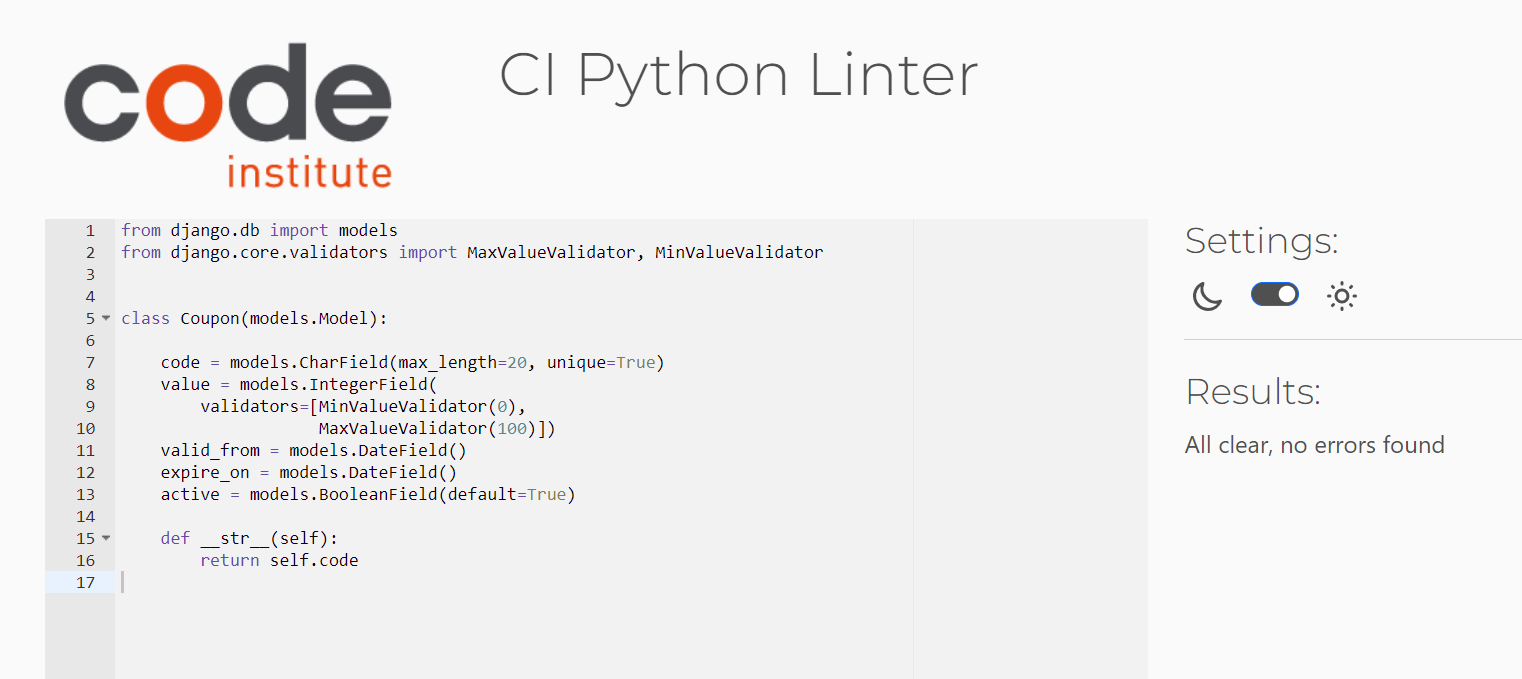 code
institute
CI Python Linter
1 from django.db import models
2 from django.core.validators import MaxValueValidator, MinValueValidator
3
4
5 class Coupon(models.Model):
6
7     code = models.CharField(max_length=20, unique=True)
8     value = models.IntegerField(
9         validators=[MinValueValidator(0),
10                     MaxValueValidator(100)])
11     valid_from = models.DateField()
12     expire_on = models.DateField()
13     active = models.BooleanField(default=True)
14
15     def __str__(self):
16         return self.code
17
Settings:
Results:
All clear, no errors found